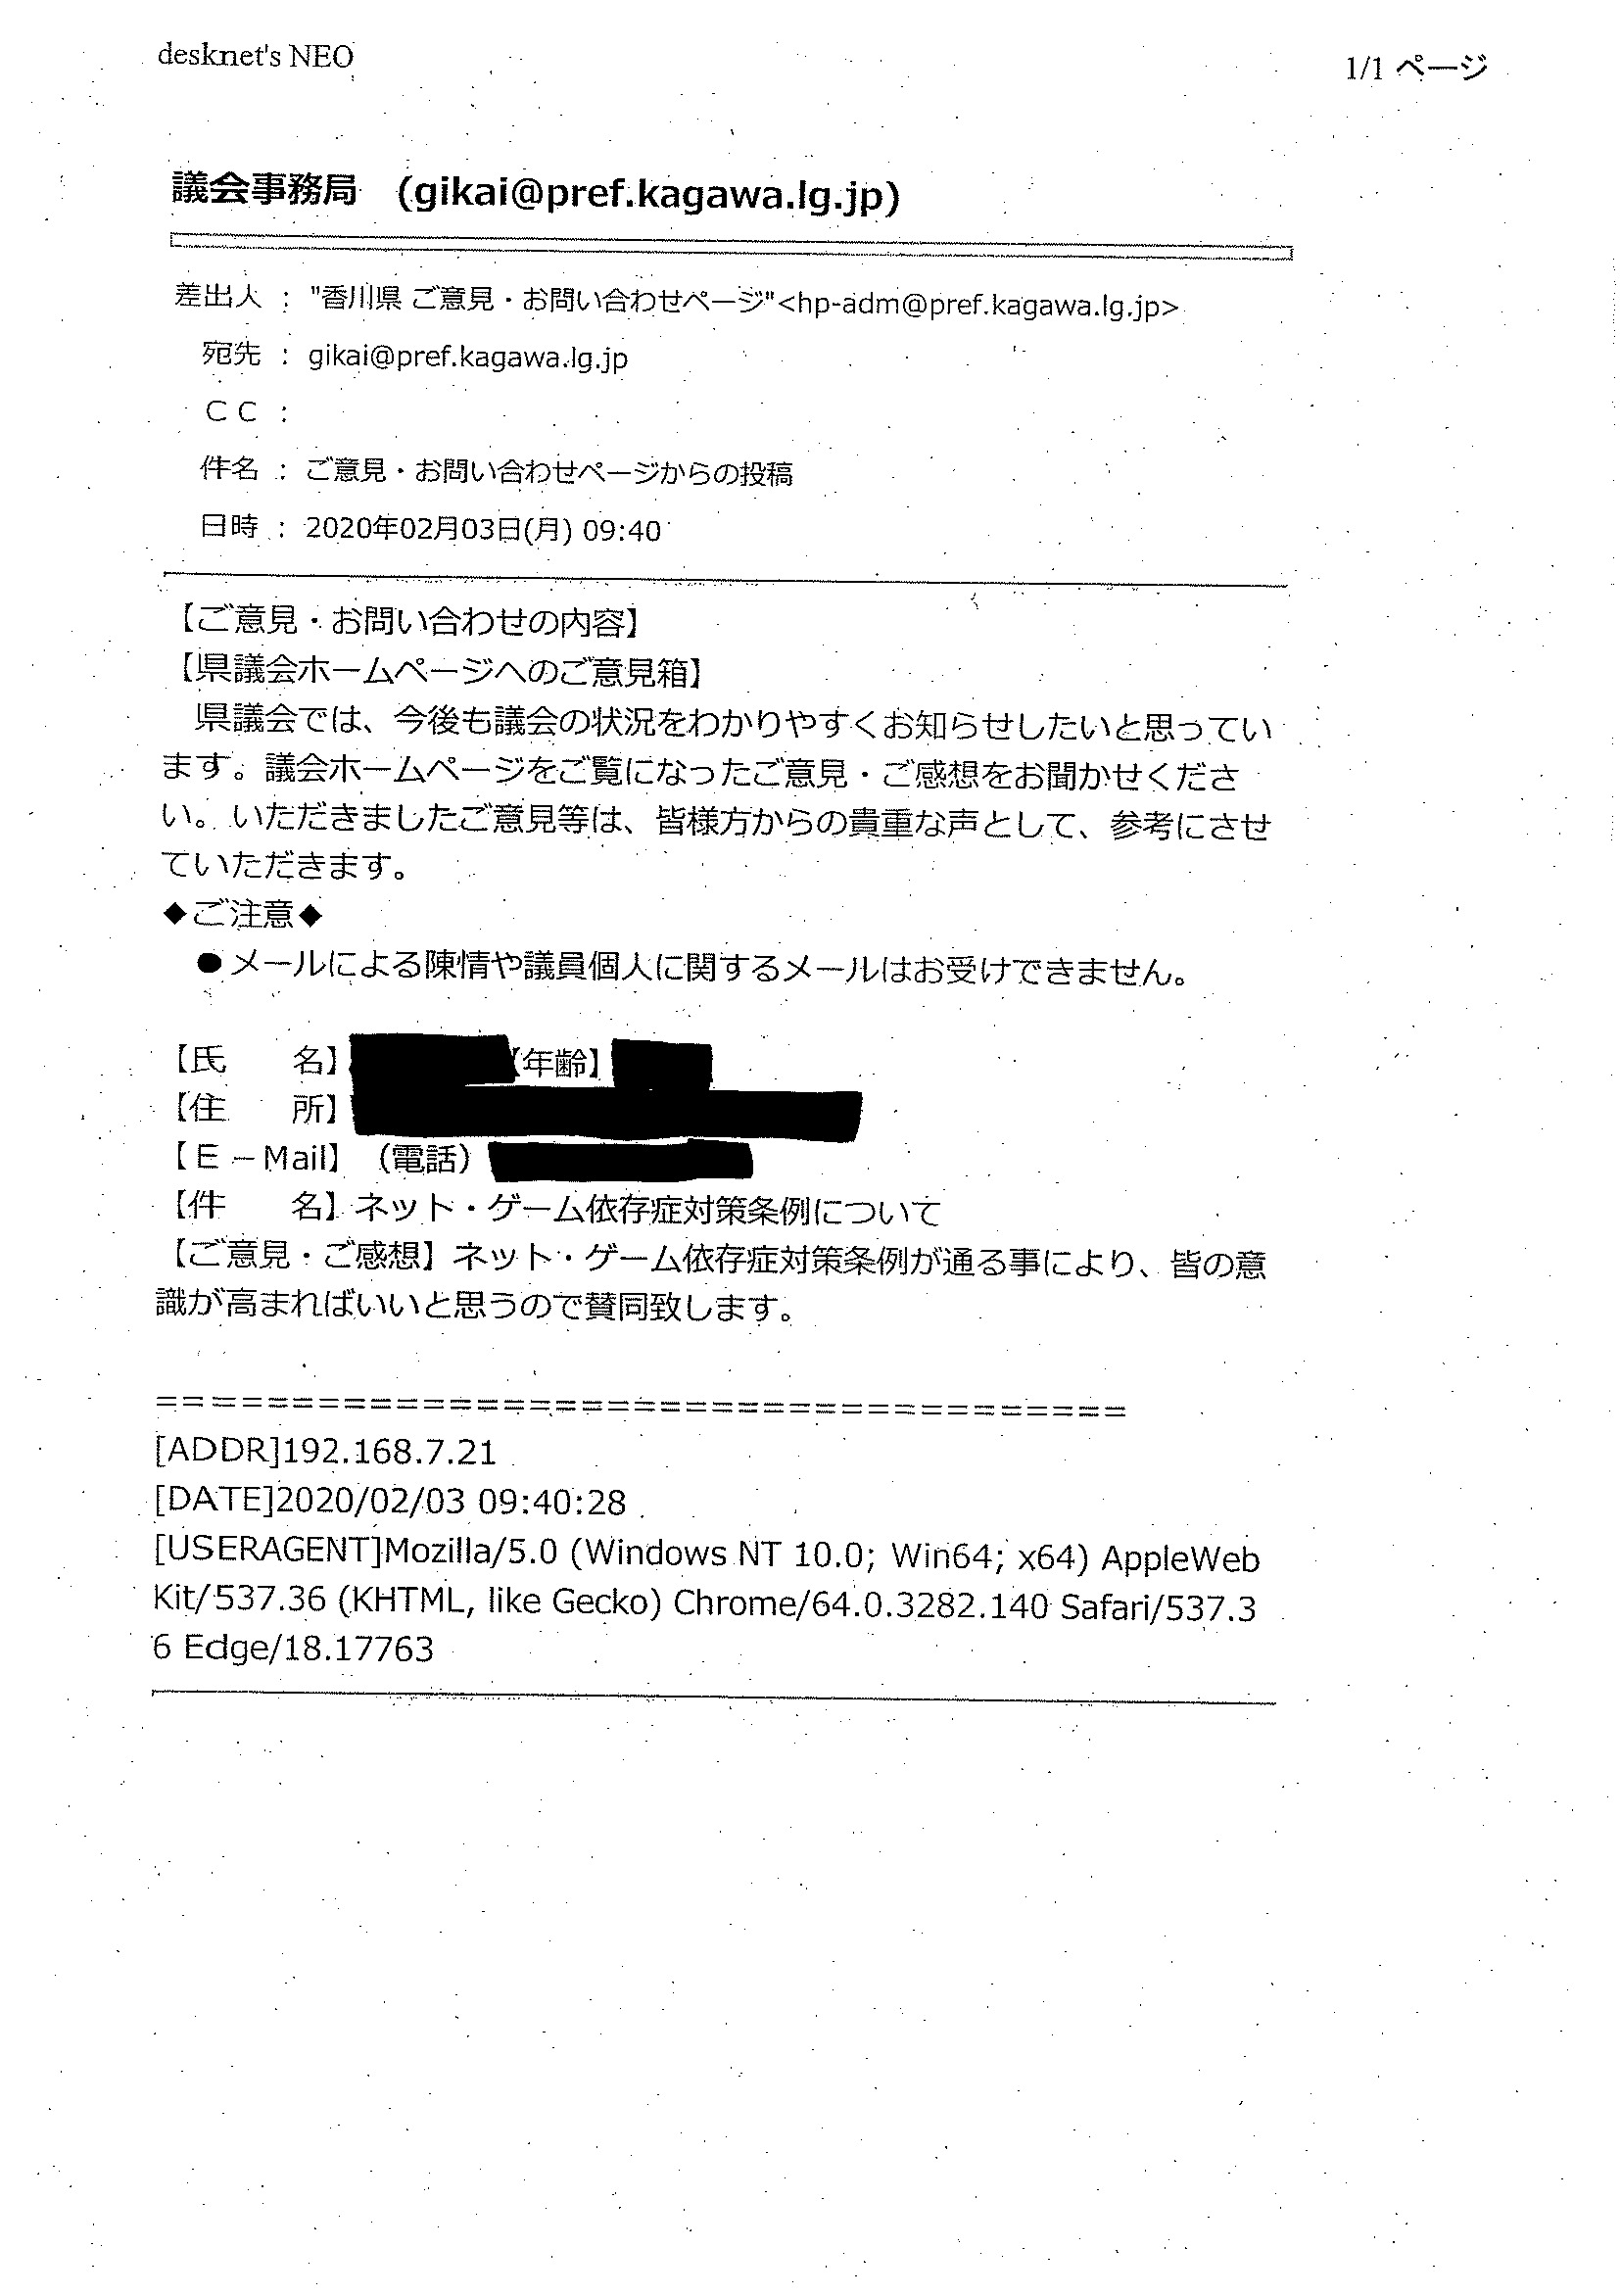 desknet's NEO
1/1 ページ
議会事務局　(gikai@pref.kagawa.lg.jp)
差出人 ： "香川県 ご意見・お問い合わせページ"<hp-adm@pref.kagawa.lg.jp>
宛先 ： gikai@pref.kagawa.lg.jp
ＣＣ ：
件名 ： ご意見・お問い合わせページからの投稿
日時 ： 2020年02月03日(月) 09:40
【ご意見・お問い合わせの内容】
【県議会ホームページへのご意見箱】
　県議会では、今後も議会の状況をわかりやすくお知らせしたいと思ってい
ます。議会ホームページをご覧になったご意見・ご感想をお聞かせくださ
い。いただきましたご意見等は、皆様方からの貴重な声として、参考にさせ
ていただきます。
◆ご注意◆
　●メールによる陳情や議員個人に関するメールはお受けできません。
【氏　　名】【年齢】
【住　　所】
【Ｅ－Mail】（電話）
【件　　名】ネット・ゲーム依存症対策条例について
【ご意見・ご感想】ネット・ゲーム依存症対策条例が通る事により、皆の意
識が高まればいいと思うので賛同致します。
=====================================
[ADDR]192.168.7.21
[DATE]2020/02/03 09:40:28
[USERAGENT]Mozilla/5.0 (Windows NT 10.0; Win64; x64) AppleWeb
Kit/537.36 (KHTML, like Gecko) Chrome/64.0.3282.140 Safari/537.3
6 Edge/18.17763